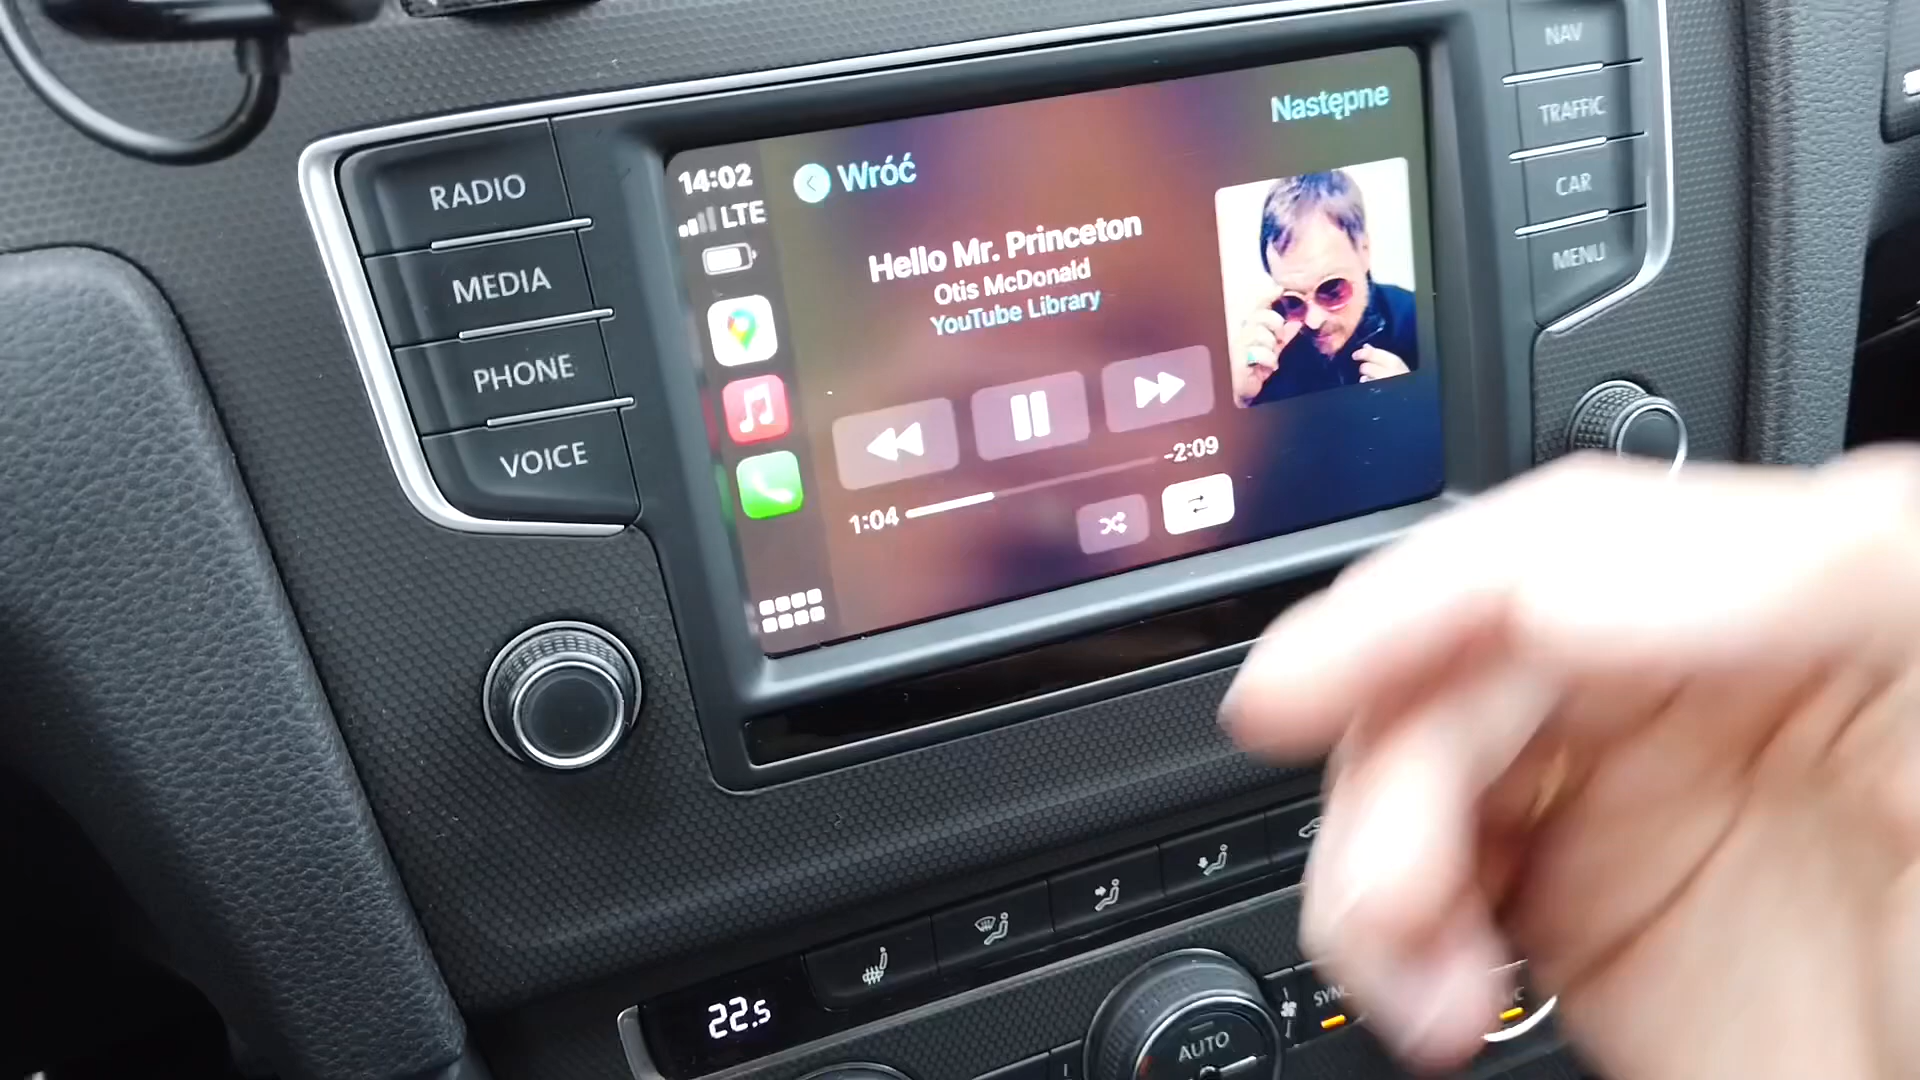 RADIO
MEDIA
PHONE
VOICE
14:02
LTE
Wróć
Następne
Hello Mr. Princeton
Otis McDonald
YouTube Library
1:04
-2:09
NAV
TRAFFIC
CAR
MENU
22.5
AUTO